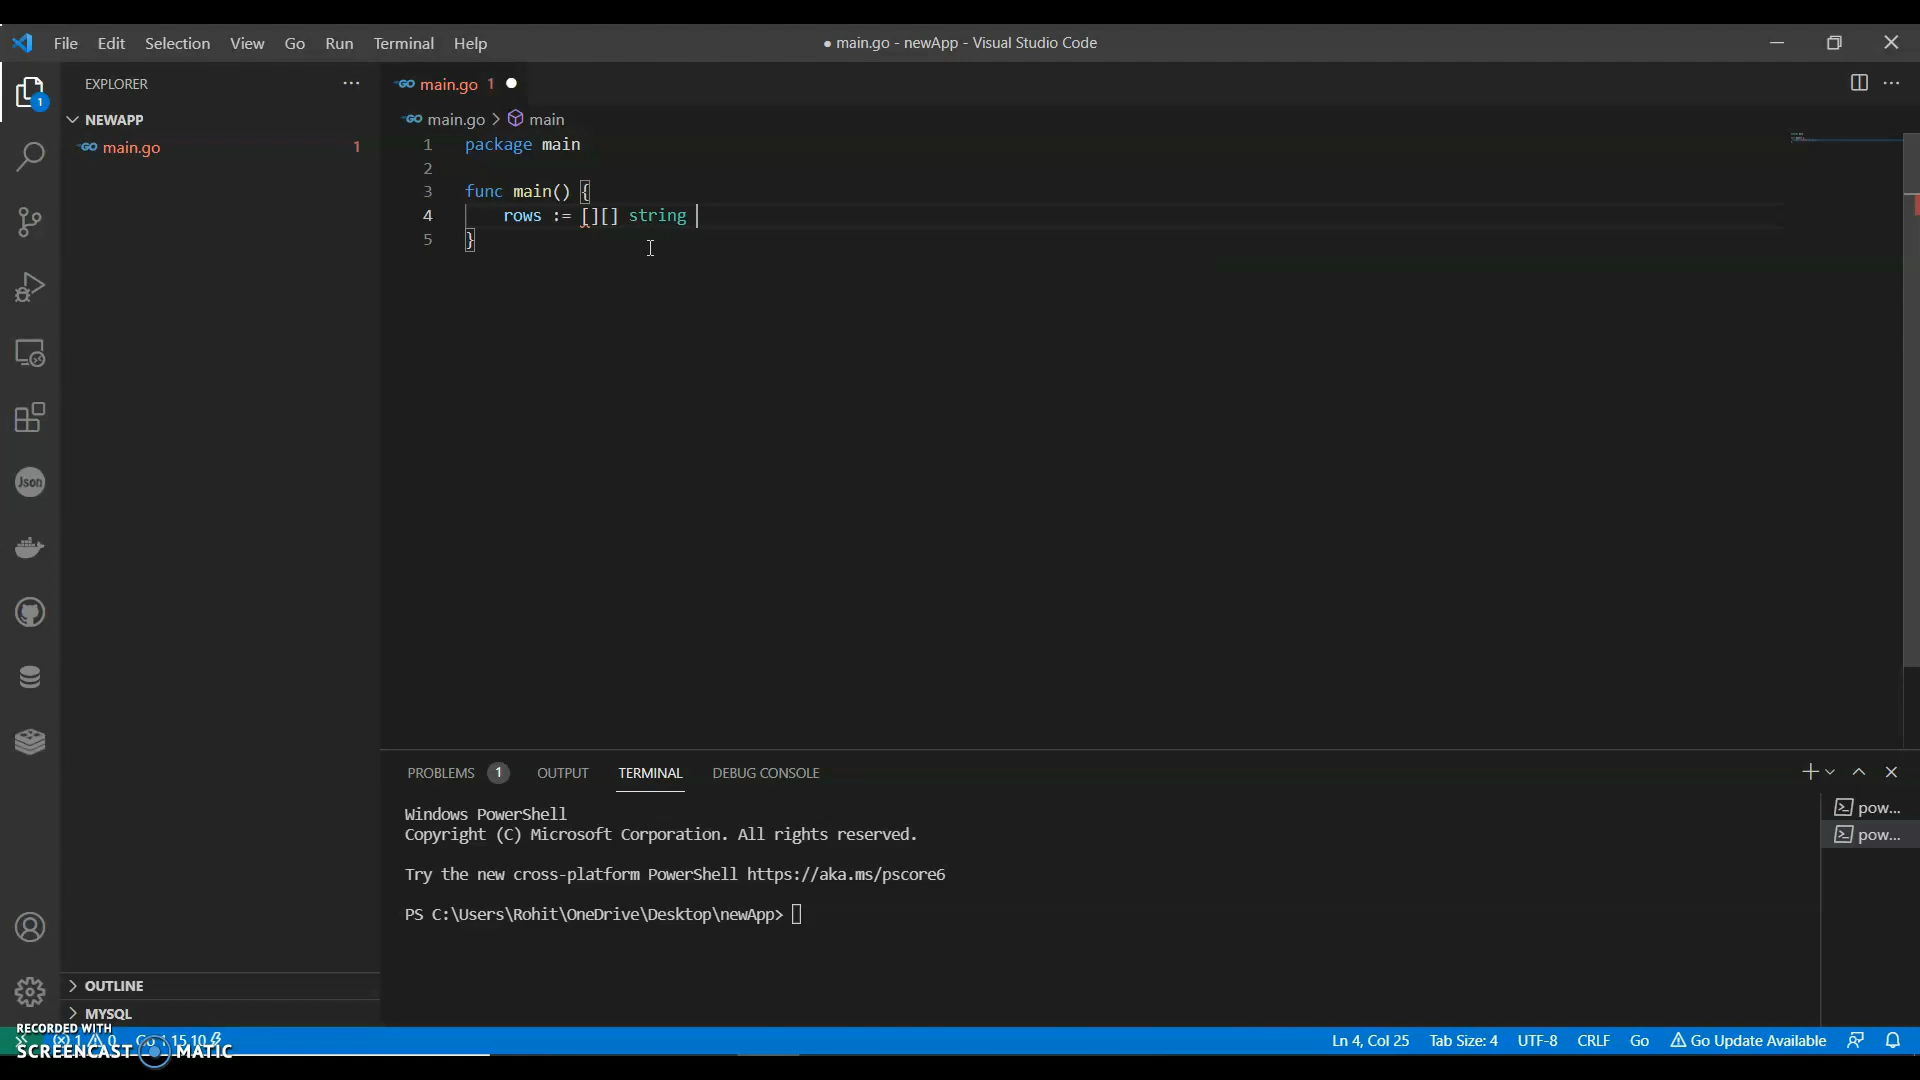 File Edit Selection View Go Run Terminal Help
● main.go - newApp - Visual Studio Code
EXPLORER
NEWAPP
main.go 1
main.go 1
main.go > main
1 package main
2
3 func main() {
4 rows := [][] string
5 }
Json
1
PROBLEMS 1 OUTPUT TERMINAL DEBUG CONSOLE
Windows PowerShell
Copyright (C) Microsoft Corporation. All rights reserved.
Try the new cross-platform PowerShell https://aka.ms/pscore6
PS C:\Users\Rohit\OneDrive\Desktop\newApp>
pow...
pow...
OUTLINE
MYSQL
RECORDED WITH
SCREENCAST MATIC
1 0
Ln 4, Col 25 Tab Size: 4 UTF-8 CRLF Go Go Update Available